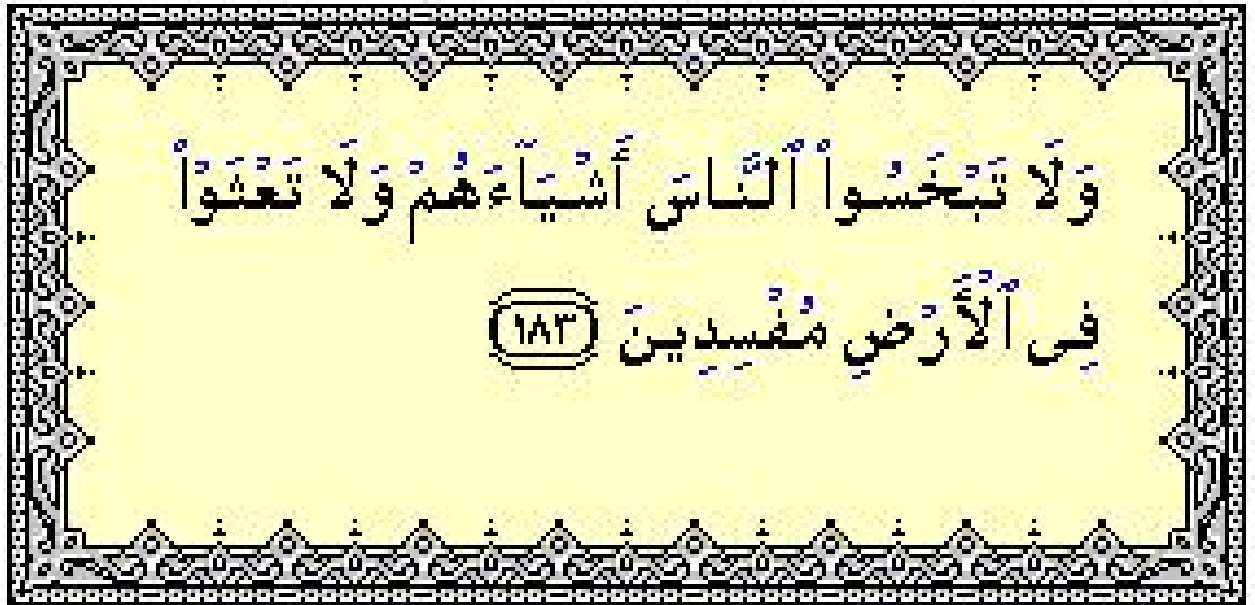 وَلَا تَبْخَسُوا۟ ٱلنَّاسَ أَشْيَآءَهُمْ وَلَا تَعْثَوْا۟
فِى ٱلْأَرْضِ مُفْسِدِينَ ١٨٣